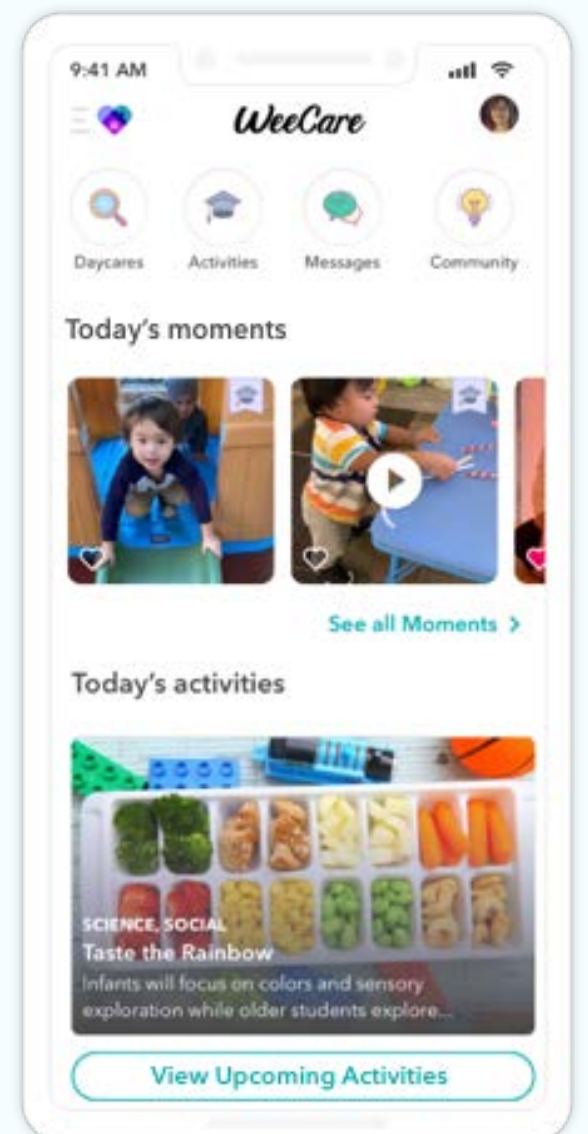 9:41 AM
WeeCare
Daycares Activities Messages Community
Today's moments
See all Moments >
Today's activities
SCIENCE, SOCIAL
Taste the Rainbow
Infants will focus on colors and sensory
exploration while older students explore...
View Upcoming Activities